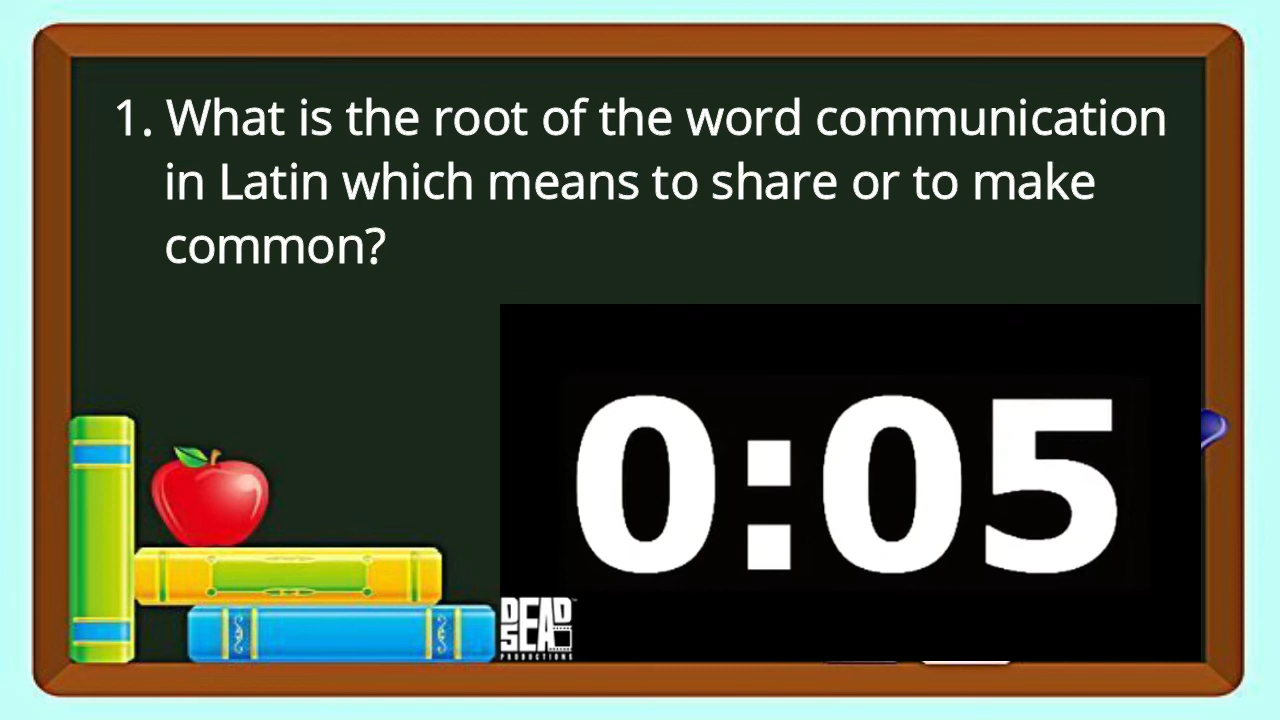 1. What is the root of the word communication
in Latin which means to share or to make
common?
0:05
DEAD
SEA
PRODUCTIONS